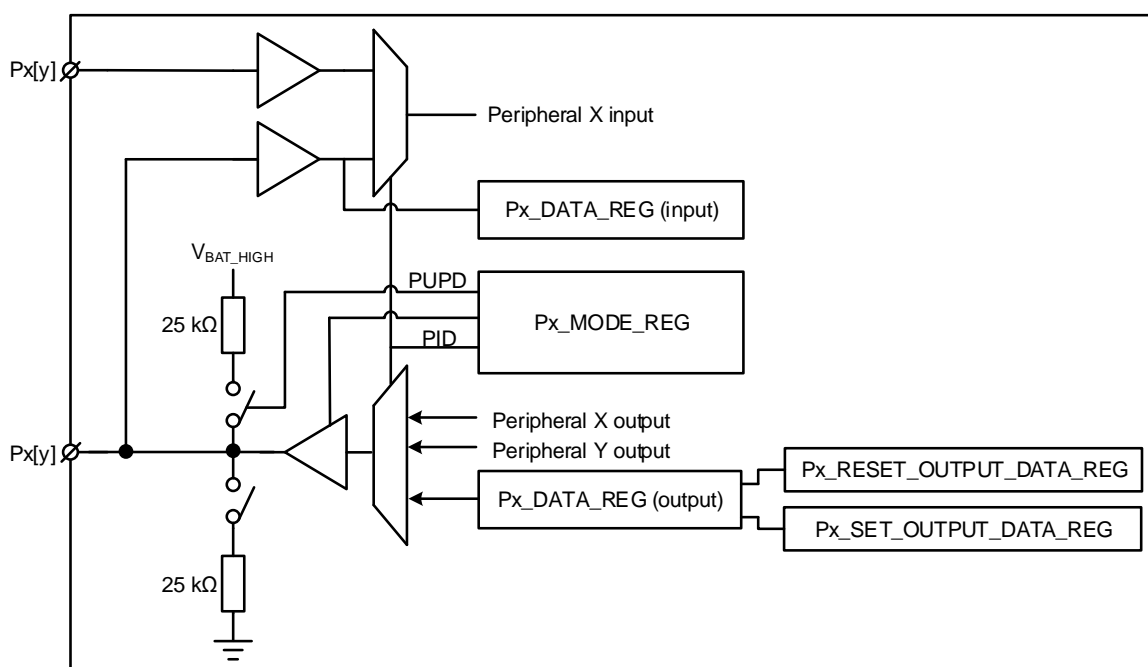 Px[y]
Peripheral X input
Px_DATA_REG (input)
VBAT_HIGH
PUPD
25 kΩ
Px_MODE_REG
PID
Peripheral X output
Px[y]
Peripheral Y output
Px_RESET_OUTPUT_DATA_REG
Px_DATA_REG (output)
Px_SET_OUTPUT_DATA_REG
25 kΩ